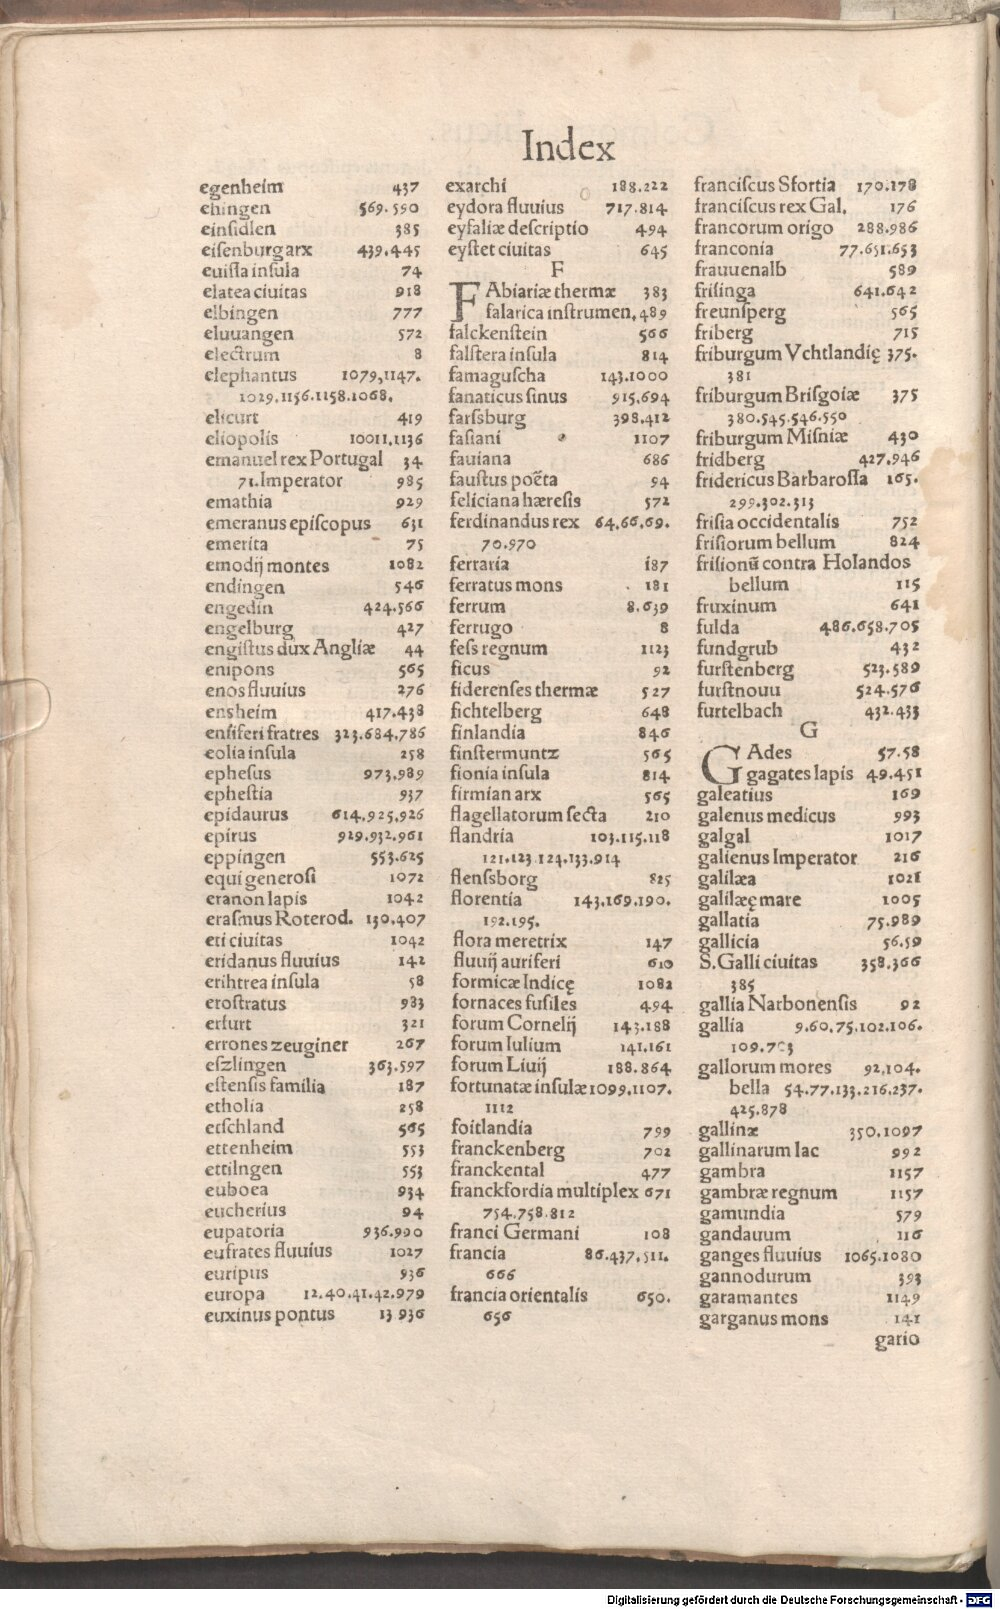 Index
egenheim 437
ehingen 569.590
einsidlen 385
eisenburg arx 439.445
euista insula 74
elatea ciuitas 918
elbingen 777
eluuangen 572
electrum 8
elephantus 1079,1147.
1029.1156.1158.1068.
elicurt 419
eliopolis 10011,1136
emanuel rex Portugal 34
71.Imperator 985
emathia 929
emeranus episcopus 631
emerita 75
emodij montes 1082
endingen 546
engedin 424.566
engelburg 427
engistus dux Angliæ 44
enipons 565
enos fluuius 276
ensheim 417.438
ensiferi fratres 323.684.786
eolia insula 258
ephesus 973.989
ephestia 937
epidaurus 614.925.926
epirus 929.932.961
eppingen 553.625
equi generosi 1072
eranon lapis 1042
erasmus Roterod. 130.407
eri ciuitas 1042
eridanus fluuius 142
erihtrea insula 58
erostratus 983
erfurt 321
errones zeuginer 267
eszlingen 363.597
estensis familia 187
etholia 258
etschland 565
ettenheim 553
ettilngen 553
euboea 934
eucherius 94
eupatoria 936.990
eufrates fluuius 1027
euripus 936
europa 12.40.41.42.979
euxinus pontus 13 936
exarchi 188.222
eydora fluuius 717.814
eyfaliæ descriptio 494
eystet ciuitas 645
F
FAbiariæ thermæ 383
falarica instrumen. 489
falckenstein 566
falstera insula 814
famaguscha 143.1000
fanaticus sinus 915.694
farsburg 398.412
fasiani 1107
fauiana 686
faustus poëta 94
feliciana hæresis 572
ferdinandus rex 64.66.69.
70.970
ferraria 187
ferratus mons 181
ferrum 8.639
ferrugo 8
fess regnum 1123
ficus 92
fiderenses thermæ 527
fichtelberg 648
finlandia 846
finstermuntz 565
fionia insula 814
firmian arx 565
flagellatorum secta 210
flandria 103.115.118
121.123.124.133.914
flenssborg 825
florentia 143.169.190.
192.195.
flora meretrix 147
fluuij auriferi 610
formicæ Indicę 1082
fornaces fusiles 494
forum Cornelij 143.188
forum Iulium 141.161
forum Liuij 188.864
fortunatæ insulæ 1099.1107.
1112
foitlandia 799
franckenberg 702
franckental 477
franckfordia multiplex 671
754.758.812
franci Germani 108
francia 86.437.511.
666
francia orientalis 650.
656
franciscus Sfortia 170.178
franciscus rex Gal. 176
francorum origo 288.986
franconia 77.651.653
frauuenalb 589
frisinga 641.642
freunsperg 565
friberg 715
friburgum Vchtlandię 375.
381
friburgum Brisgoiæ 375
380.545.546.550
friburgum Misniæ 430
fridberg 427.946
fridericus Barbarossa 165.
299.302.313
frisia occidentalis 752
frisiorum bellum 824
frisionũ contra Holandos
bellum 115
fruxinum 641
fulda 486.658.705
fundgrub 432
furstenberg 523.589
furstnouu 524.576
furtelbach 432.433
G
GAdes 57.58
gagates lapis 49.451
galeatius 169
galenus medicus 993
galgal 1017
galienus Imperator 216
galilæa 1021
galilæę mare 1005
gallatia 75.989
gallicia 56.59
S.Galli ciuitas 358.366
385
gallia Narbonensis 92
gallia 9.60.75.102.106.
109.703
gallorum mores 92.104.
bella 54.77.133.216.237.
425.878
gallinæ 350.1097
gallinarum lac 992
gambra 1157
gambræ regnum 1157
gamundia 579
gandauum 116
ganges fluuius 1065.1080
gannodurum 393
garamantes 1149
garganus mons 141
gario
Digitalisierung gefördert durch die Deutsche Forschungsgemeinschaft - DFG